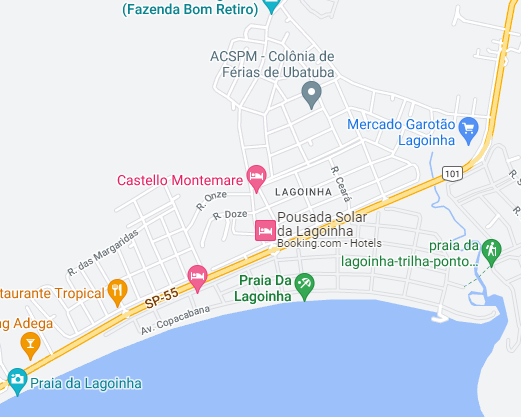 (Fazenda Bom Retiro)
ACSPM - Colônia de
Férias de Ubatuba
Mercado Garotão
Lagoinha
101
Castello Montemare
LAGOINHA
R. Ceará
R. Onze
R. Doze
Pousada Solar
da Lagoinha
Booking.com - Hotels
R. das Margaridas
praia da
lagoinha-trilha-ponto...
Praia Da
Lagoinha
staurante Tropical
SP-55
Av. Copacabana
ng Adega
Praia da Lagoinha